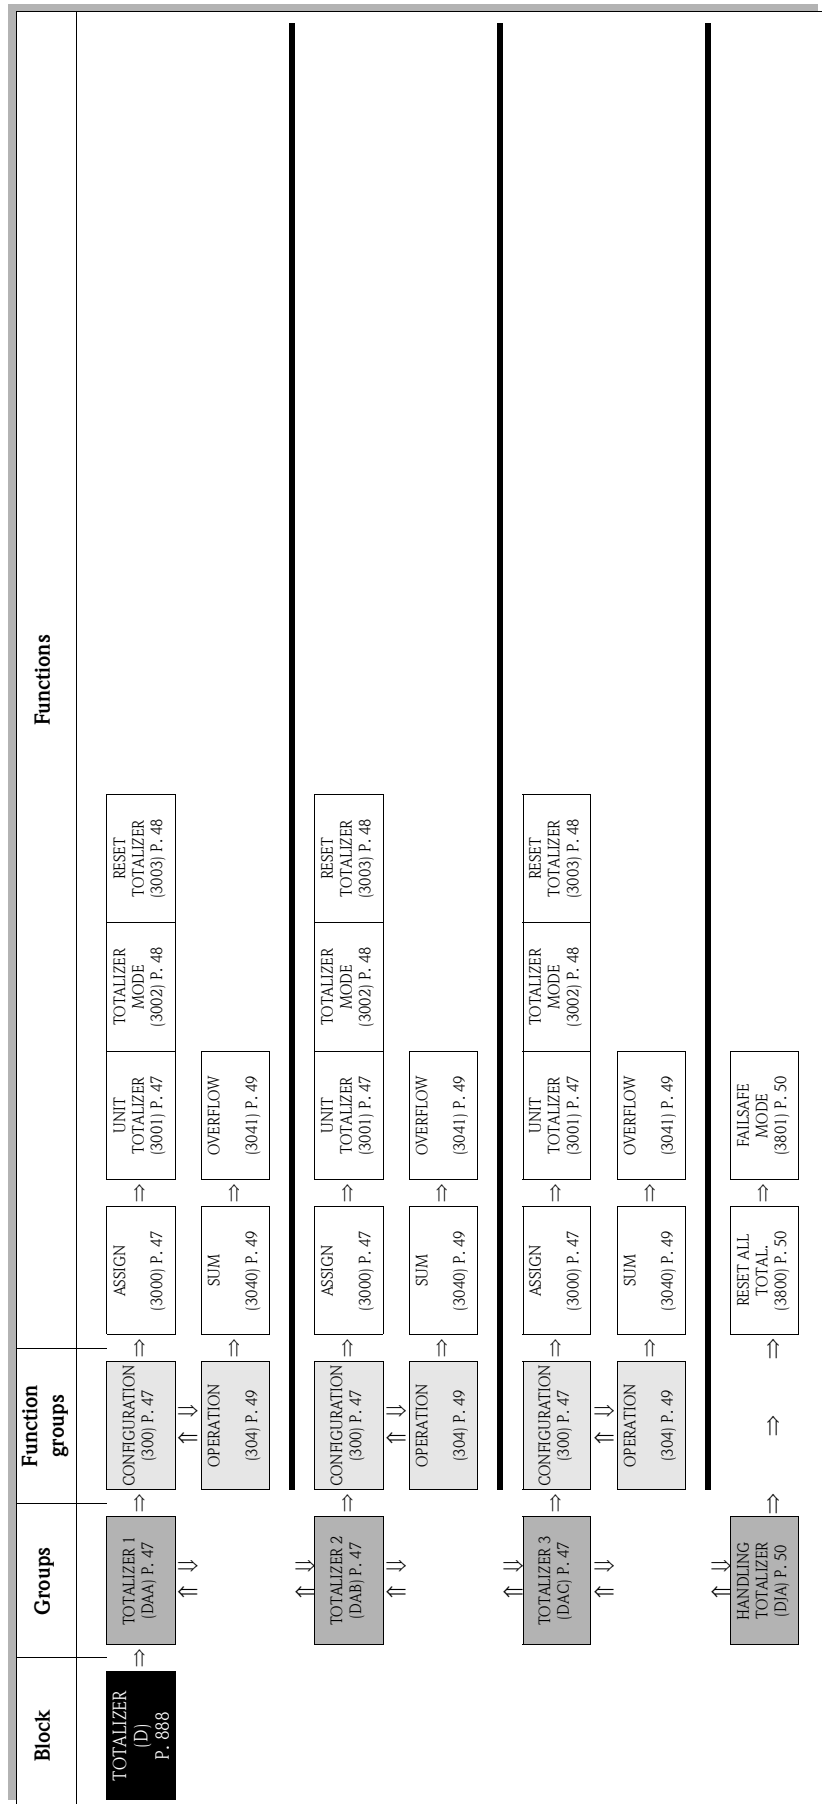 Block
Groups
Function
groups
Functions
TOTALIZER
(D)
P. 888
TOTALIZER 1
(DAA) P. 47
CONFIGURATION
(300) P. 47
ASSIGN
(3000) P. 47
UNIT
TOTALIZER
(3001) P. 47
TOTALIZER
MODE
(3002) P. 48
RESET
TOTALIZER
(3003) P. 48
OPERATION
(304) P. 49
SUM
(3040) P. 49
OVERFLOW
(3041) P. 49
TOTALIZER 2
(DAB) P. 47
CONFIGURATION
(300) P. 47
ASSIGN
(3000) P. 47
UNIT
TOTALIZER
(3001) P. 47
TOTALIZER
MODE
(3002) P. 48
RESET
TOTALIZER
(3003) P. 48
OPERATION
(304) P. 49
SUM
(3040) P. 49
OVERFLOW
(3041) P. 49
TOTALIZER 3
(DAC) P. 47
CONFIGURATION
(300) P. 47
ASSIGN
(3000) P. 47
UNIT
TOTALIZER
(3001) P. 47
TOTALIZER
MODE
(3002) P. 48
RESET
TOTALIZER
(3003) P. 48
OPERATION
(304) P. 49
SUM
(3040) P. 49
OVERFLOW
(3041) P. 49
HANDLING
TOTALIZER
(DJA) P. 50
RESET ALL
TOTAL.
(3800) P. 50
FAILSAFE
MODE
(3801) P. 50